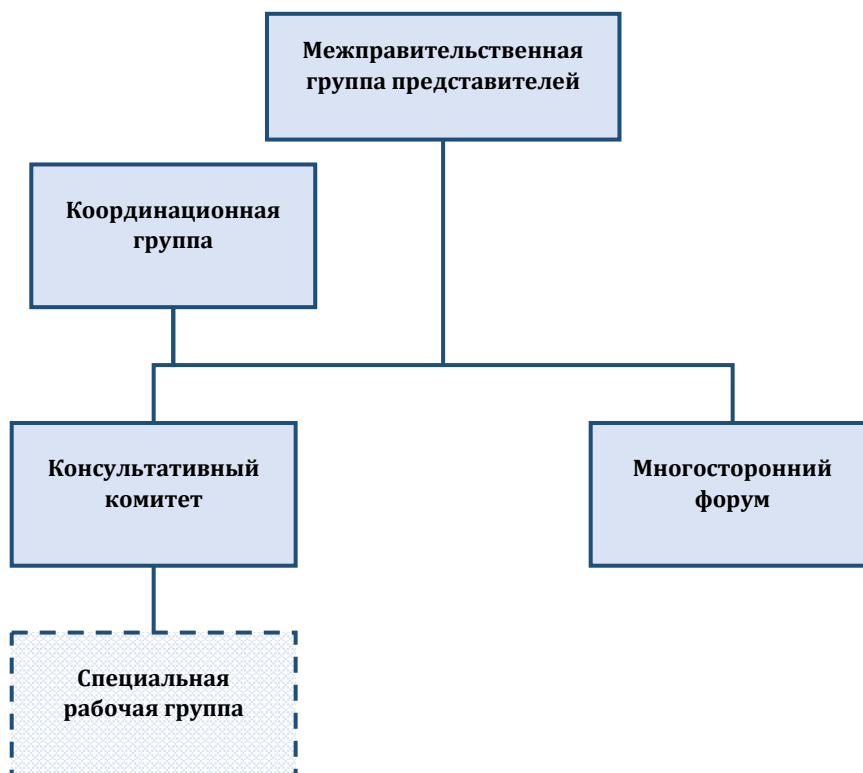 Межправительственная
группа представителей
Координационная
группа
Консультативный
комитет
Многосторонний
форум
Специальная
рабочая группа